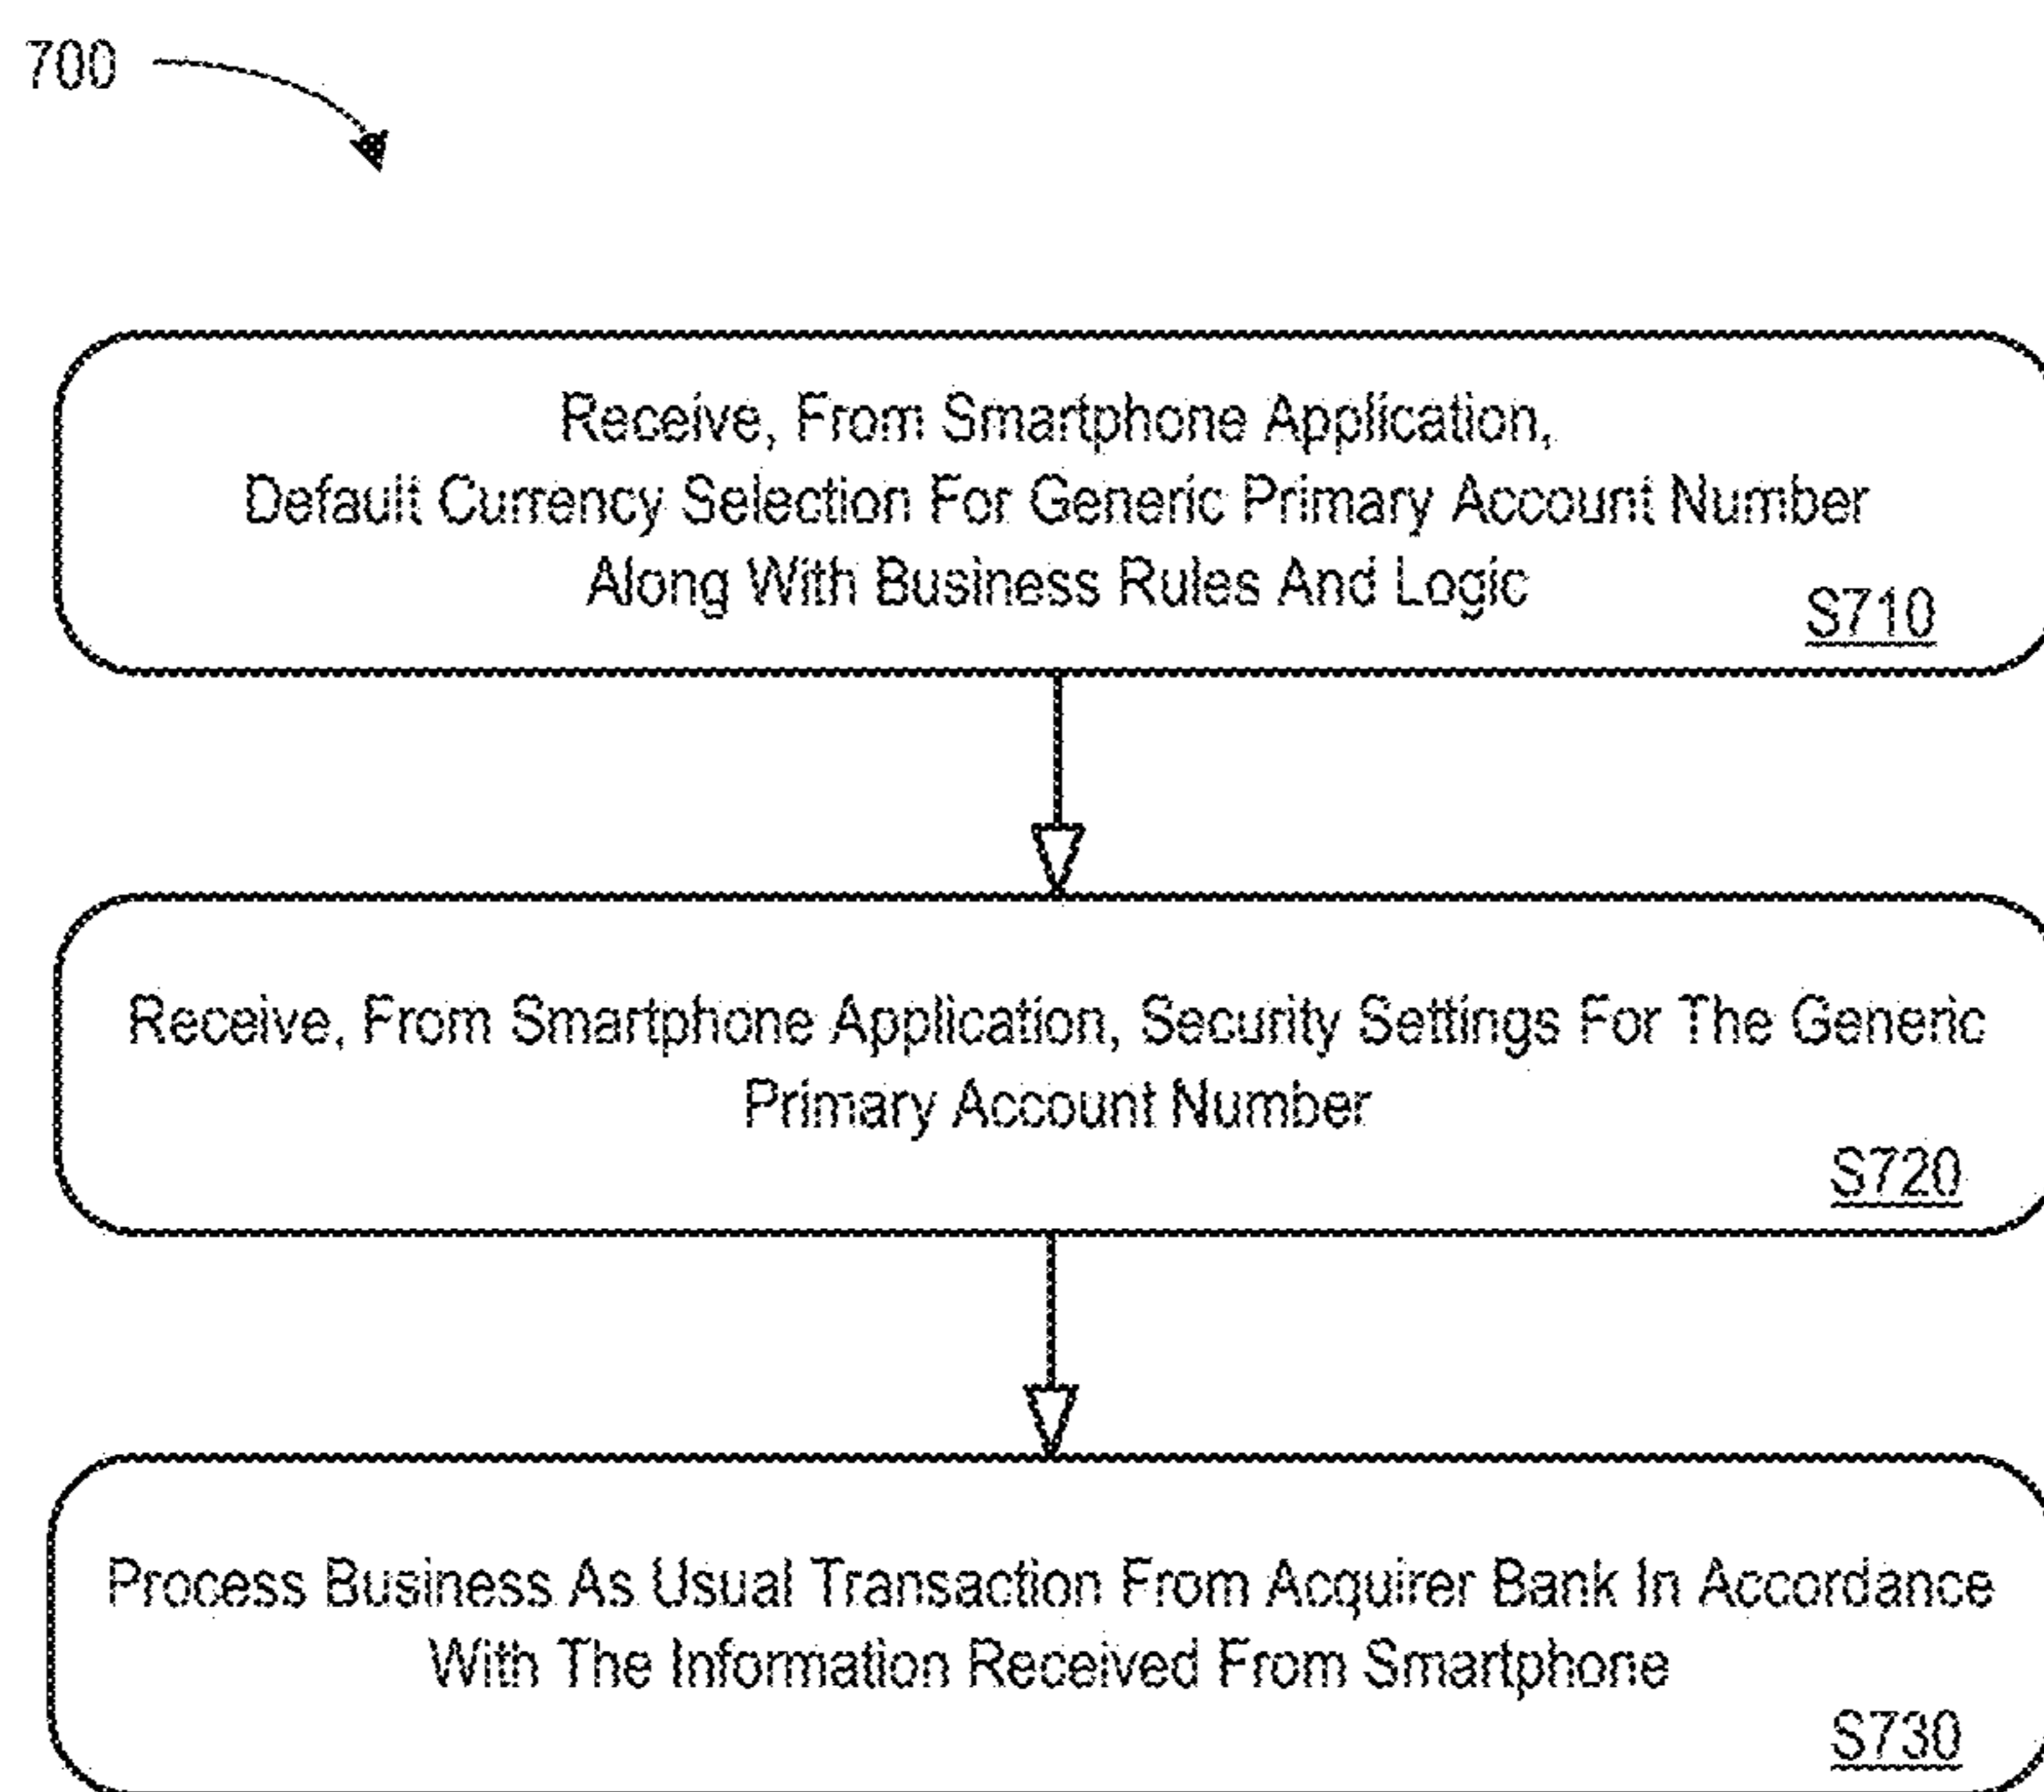 700
Receive, From Smartphone Application,
Default Currency Selection For Generic Primary Account Number
Along With Business Rules And Logic
S710
Receive, From Smartphone Application, Security Settings For The Generic
Primary Account Number
S720
Process Business As Usual Transaction From Acquirer Bank In Accordance
With The Information Received From Smartphone
S730